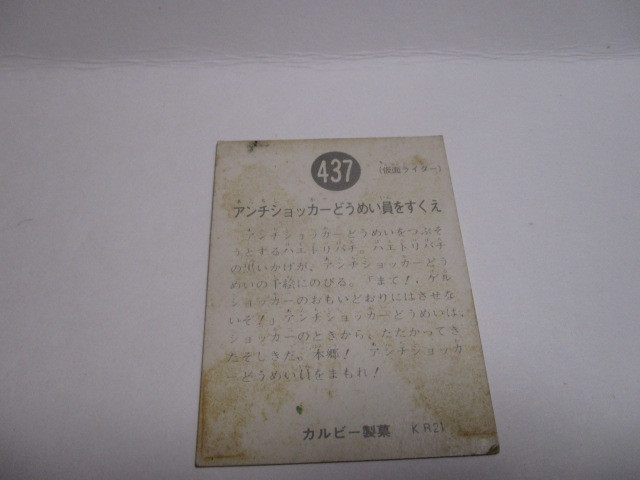 437
(仮面ライダー)
アンチショッカーどうめい員をすくえ
アンチショッカーどうめいをつぶそ
うとするハエトリバチ。ハエトリバチ
の黒いかげが、アンチショッカーどう
めいの千絵にのびる。「まて!、ゲル
ショッカーのおもいどおりにはさせな
いぞ!」アンチショッカーどうめいは、
ショッカーのときから、たたかってき
たそしきだ。本郷! アンチショッカ
ーどうめい員をまもれ!
カルビー製菓 KR21